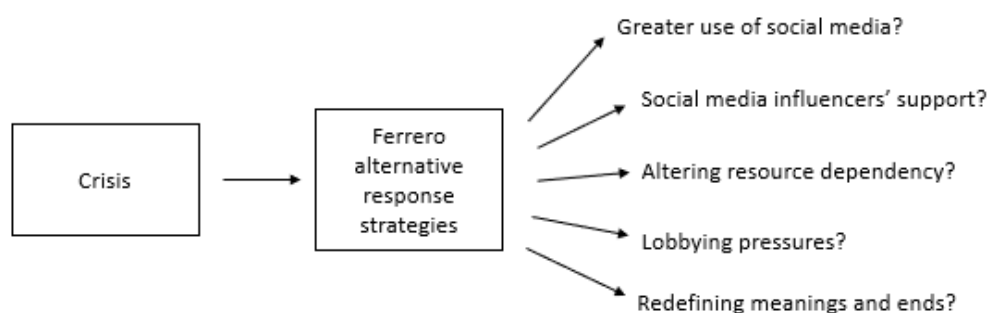 Crisis
Ferrero
alternative
response
strategies
Greater use of social media?
Social media influencers’ support?
Altering resource dependency?
Lobbying pressures?
Redefining meanings and ends?